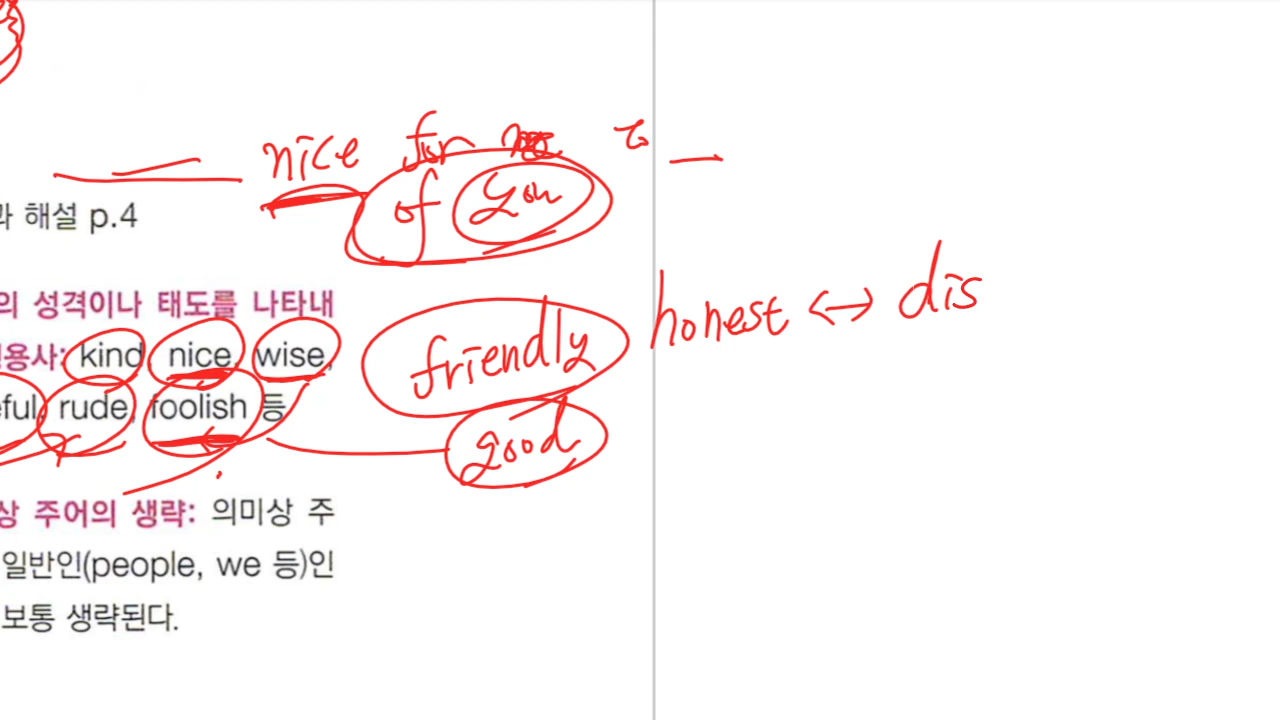 nice for to
of you
과 해설 p.4
honest ↔ dis
의 성격이나 태도를 나타내
용사: kind, nice, wise,
friendly
eful, rude, foolish 등
good
상 주어의 생략: 의미상 주
일반인(people, we 등)인
보통 생략된다.